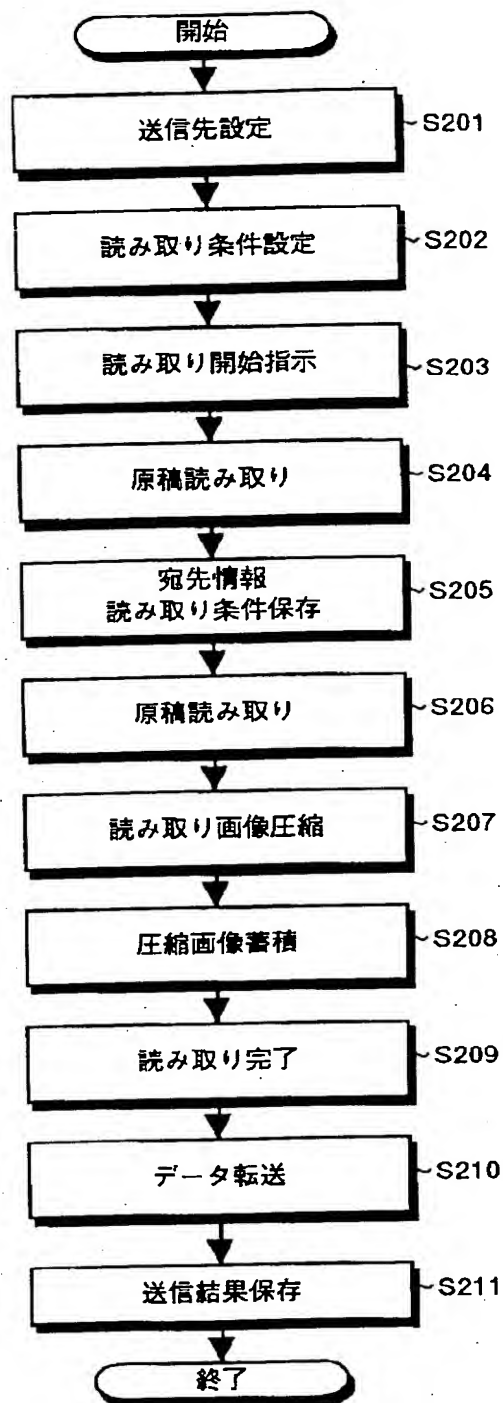 開始
送信先設定
S201
読み取り条件設定
S202
読み取り開始指示
S203
原稿読み取り
S204
宛先情報
読み取り条件保存
S205
原稿読み取り
S206
読み取り画像圧縮
S207
圧縮画像蓄積
S208
読み取り完了
S209
データ転送
S210
送信結果保存
S211
終了